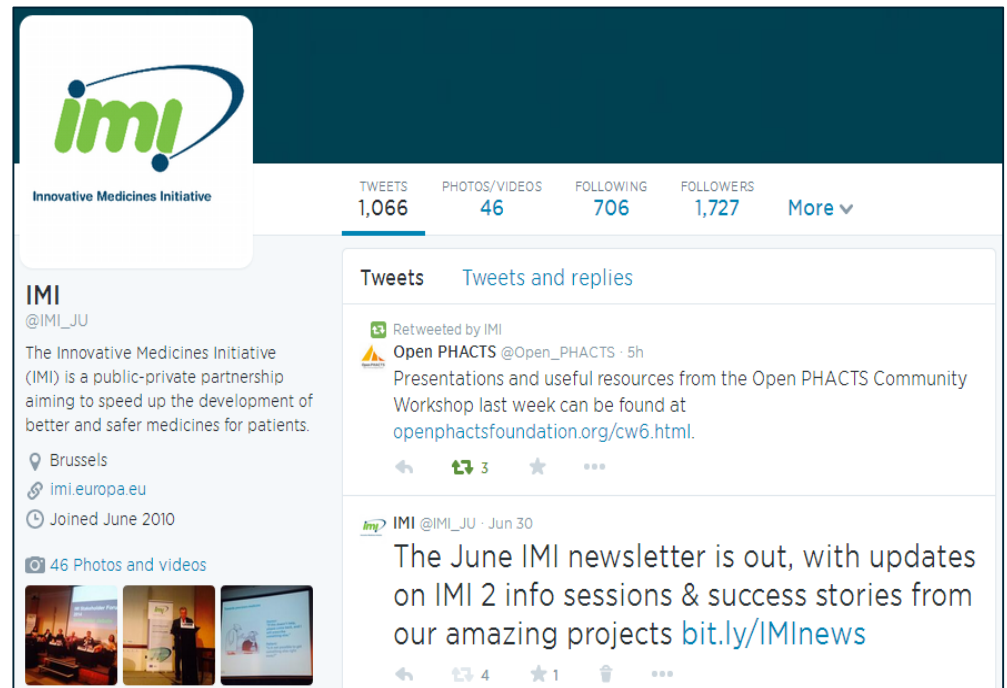 imi
Innovative Medicines Initiative
TWEETS
1,066
PHOTOS/VIDEOS
46
FOLLOWING
706
FOLLOWERS
1,727
More
IMI
@IMI_JU
The Innovative Medicines Initiative
(IMI) is a public-private partnership
aiming to speed up the development of
better and safer medicines for patients.
Brussels
imi.europa.eu
Joined June 2010
46 Photos and videos
Tweets Tweets and replies
Retweeted by IMI
Open PHACTS @Open_PHACTS · 5h
Presentations and useful resources from the Open PHACTS Community
Workshop last week can be found at
openphactsfoundation.org/cw6.html.
3
IMI @IMI_JU · Jun 30
The June IMI newsletter is out, with updates
on IMI 2 info sessions & success stories from
our amazing projects bit.ly/IMInews
4 1